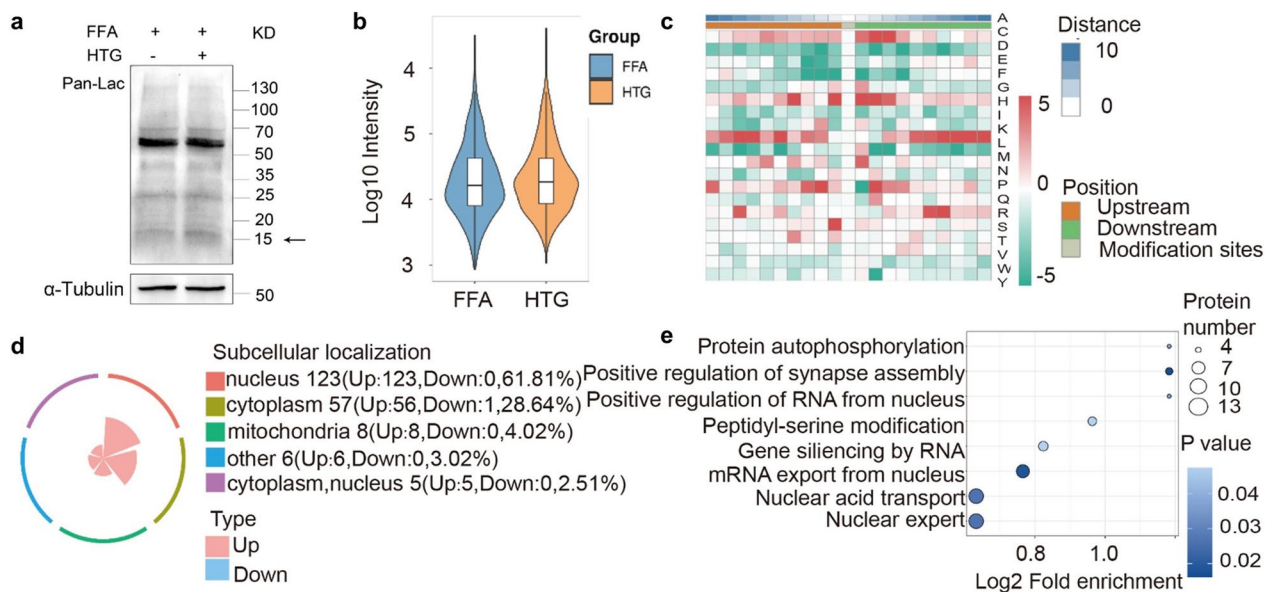 a
FFA + +
HTG - +
KD
Pan-Lac
130
100
70
50
35
25
20
15
α-Tubulin
50
b
Log10 Intensity
4
5
4
3
FFA HTG
Group
FFA
HTG
c
A
C
D
E
F
G
H
I
K
L
M
N
P
Q
R
S
T
V
W
Y
5
0
-5
Distance
10
0
Position
Upstream
Downstream
Modification sites
d
Subcellular localization
nucleus 123(Up:123,Down:0,61.81%)
cytoplasm 57(Up:56,Down:1,28.64%)
mitochondria 8(Up:8,Down:0,4.02%)
other 6(Up:6,Down:0,3.02%)
cytoplasm,nucleus 5(Up:5,Down:0,2.51%)
Type
Up
Down
e
Protein autophosphorylation
Positive regulation of synapse assembly
Positive regulation of RNA from nucleus
Peptidyl-serine modification
Gene siliencing by RNA
mRNA export from nucleus
Nuclear acid transport
Nuclear expert
0.8 1.0
Log2 Fold enrichment
Protein
number
4
7
10
13
P value
0.04
0.03
0.02